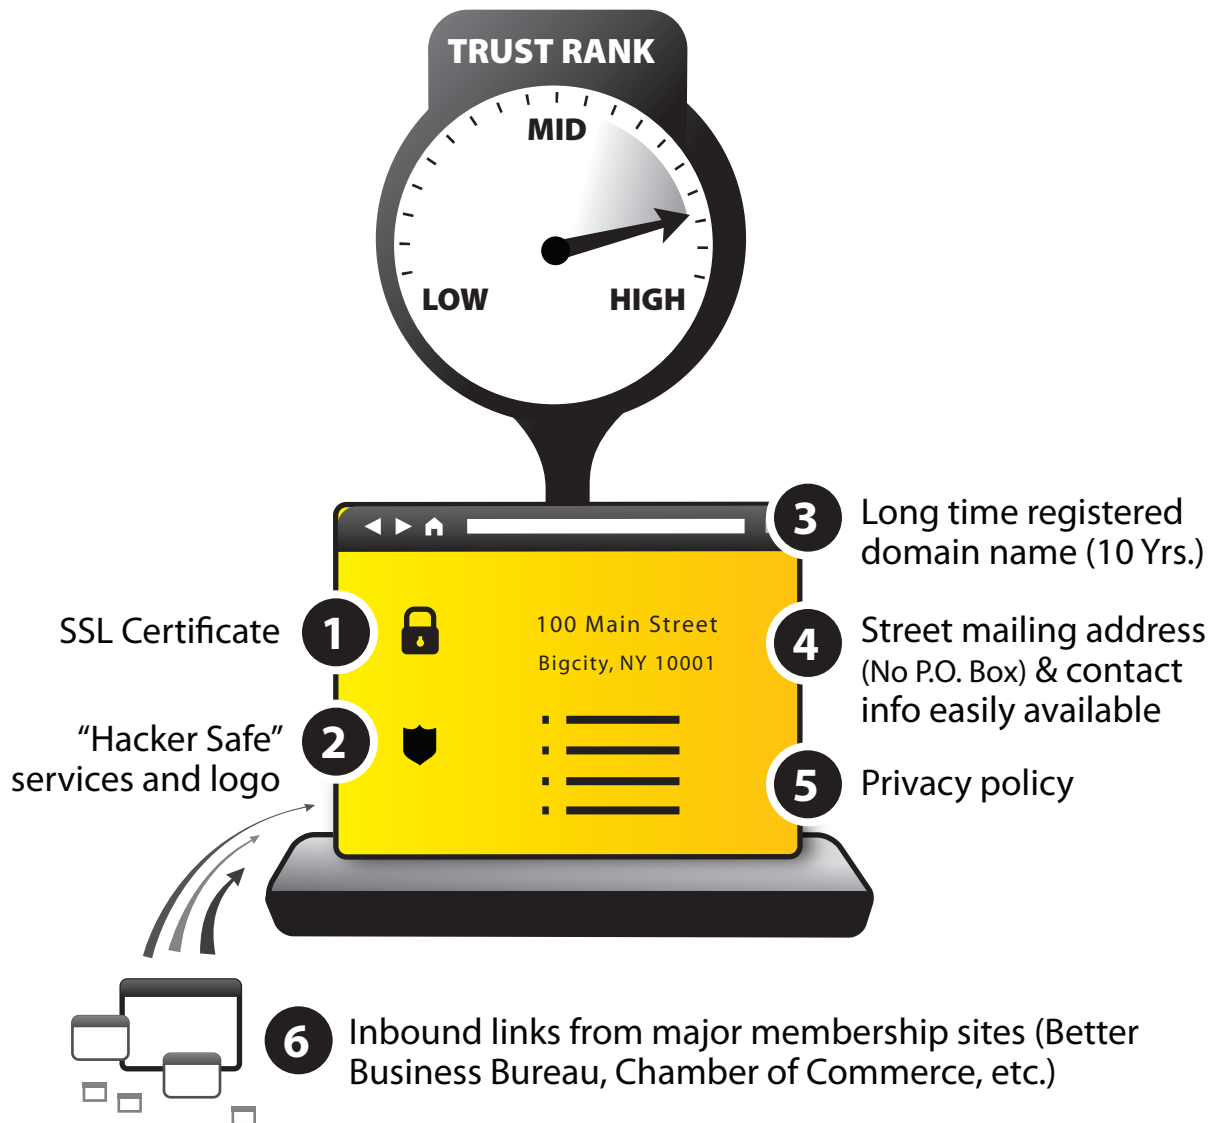 TRUST RANK
MID
LOW
HIGH
3
Long time registered
domain name (10 Yrs.)
SSL Certificate
1
100 Main Street
Bigcity, NY 10001
4
Street mailing address
(No P.O. Box) & contact
info easily available
“Hacker Safe”
services and logo
2
5
Privacy policy
6
Inbound links from major membership sites (Better
Business Bureau, Chamber of Commerce, etc.)